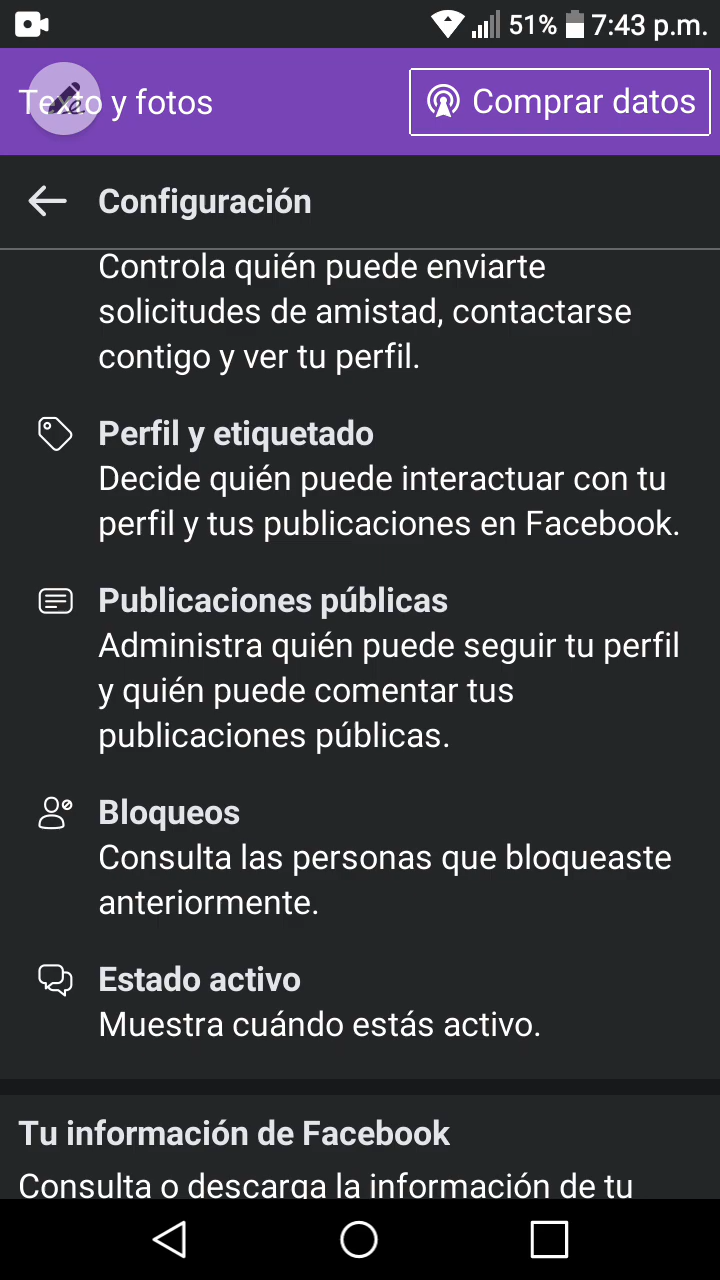 51% 7:43 p.m.
Texto y fotos
Comprar datos
Configuración
Controla quién puede enviarte
solicitudes de amistad, contactarse
contigo y ver tu perfil.
Perfil y etiquetado
Decide quién puede interactuar con tu
perfil y tus publicaciones en Facebook.
Publicaciones públicas
Administra quién puede seguir tu perfil
y quién puede comentar tus
publicaciones públicas.
Bloqueos
Consulta las personas que bloqueaste
anteriormente.
Estado activo
Muestra cuándo estás activo.
Tu información de Facebook
Consulta o descarga la información de tu